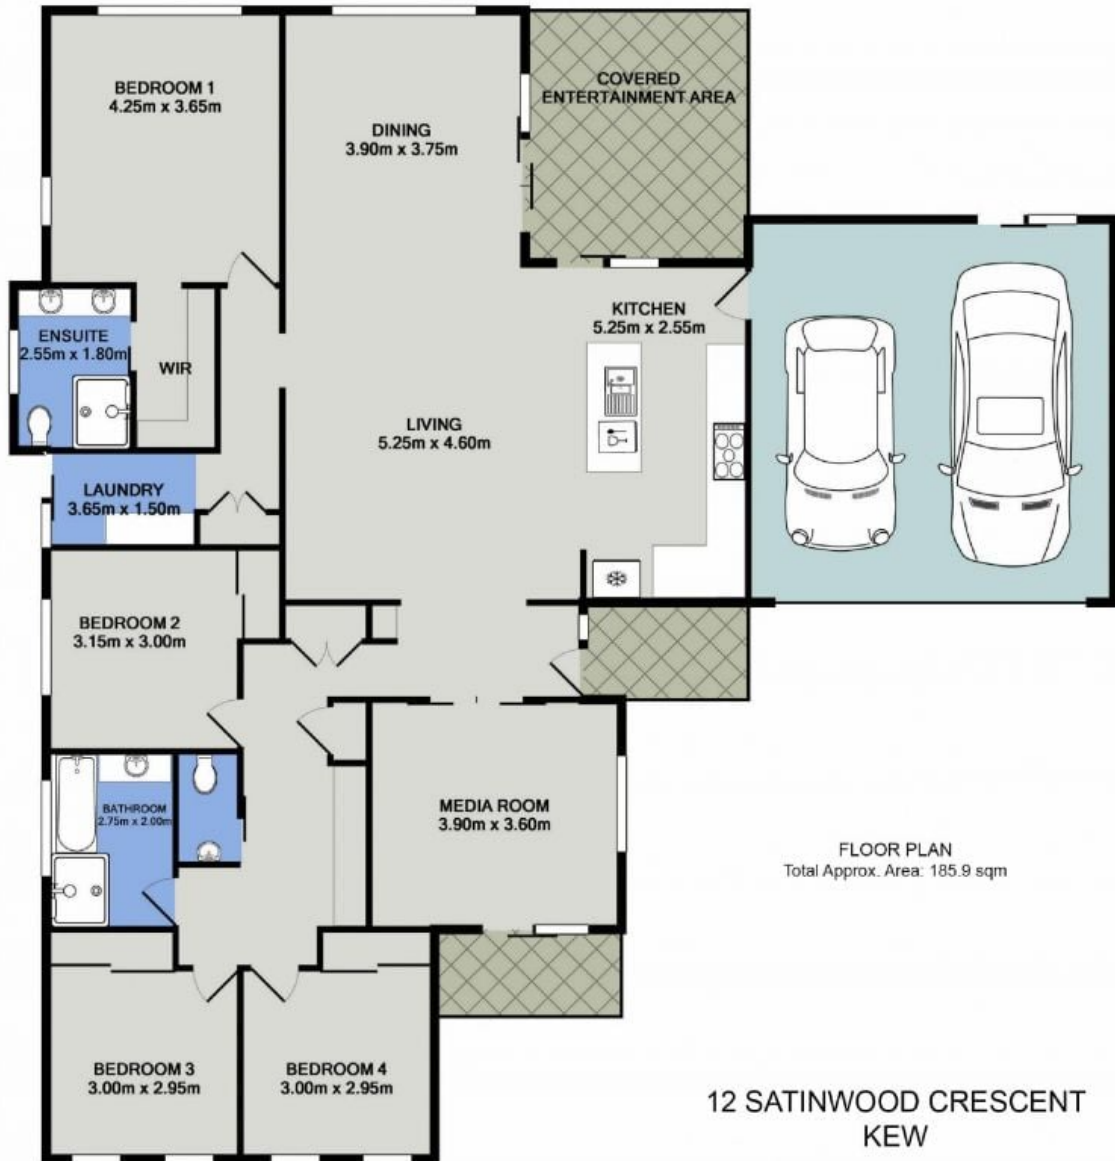 BEDROOM 1
4.25m x 3.65m
DINING
3.90m x 3.75m
COVERED
ENTERTAINMENT AREA
ENSUITE
2.55m x 1.80m
WIR
KITCHEN
5.25m x 2.55m
LIVING
5.25m x 4.60m
LAUNDRY
3.65m x 1.50m
BEDROOM 2
3.15m x 3.00m
BATHROOM
2.75m x 2.00m
MEDIA ROOM
3.90m x 3.60m
FLOOR PLAN
Total Approx. Area: 185.9 sqm
BEDROOM 3
3.00m x 2.95m
BEDROOM 4
3.00m x 2.95m
12 SATINWOOD CRESCENT
KEW